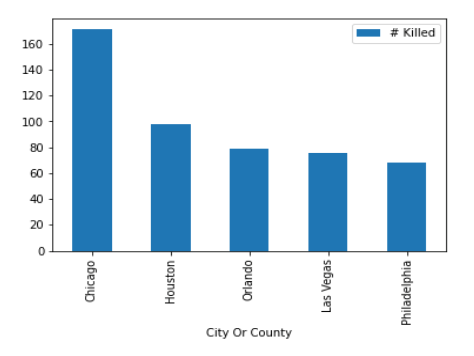 # Killed
160
140
120
100
80
60
40
20
0
Chicago
Houston
Orlando
Las Vegas
Philadelphia
City Or County